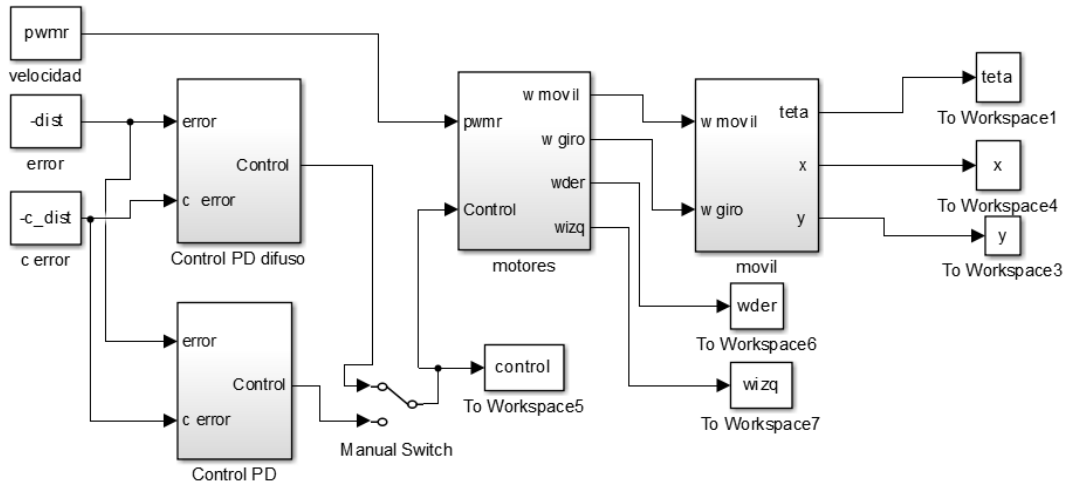 pwmr
velocidad
-dist
error
-c_dist
c error
error
Control
c error
Control PD difuso
error
Control
c error
Control PD
Manual Switch
control
To Workspace5
pwmr
Control
w movil
w giro
wder
wizq
motores
w movil
w giro
teta
x
y
movil
teta
To Workspace1
x
To Workspace4
y
To Workspace3
wder
To Workspace6
wizq
To Workspace7